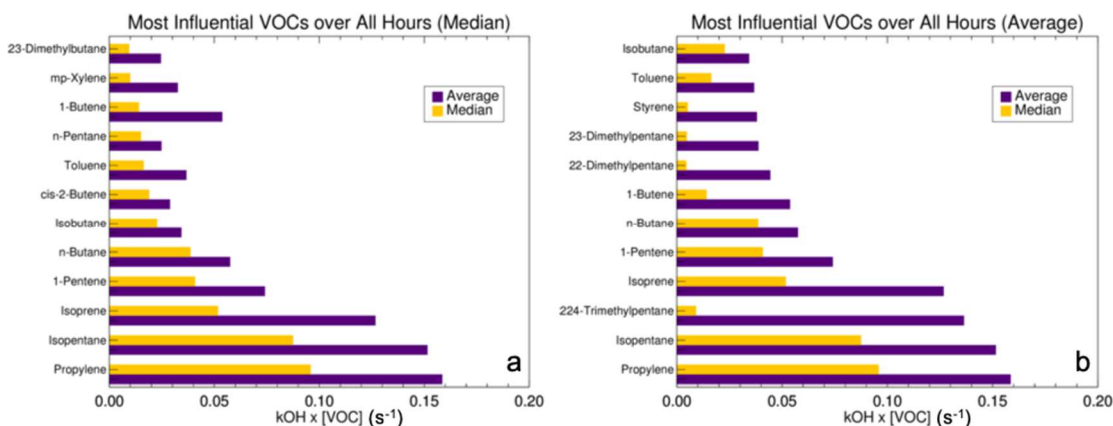 Most Influential VOCs over All Hours (Median)
23-Dimethylbutane
mp-Xylene
1-Butene
n-Pentane
Toluene
cis-2-Butene
Isobutane
n-Butane
1-Pentene
Isoprene
Isopentane
Propylene
Average
Median
a
0.00 0.05 0.10 0.15 0.20
kOH x [VOC] (s⁻¹)
Most Influential VOCs over All Hours (Average)
Isobutane
Toluene
Styrene
23-Dimethylpentane
22-Dimethylpentane
1-Butene
n-Butane
1-Pentene
Isoprene
224-Trimethylpentane
Isopentane
Propylene
Average
Median
b
0.00 0.05 0.10 0.15 0.20
kOH x [VOC] (s⁻¹)